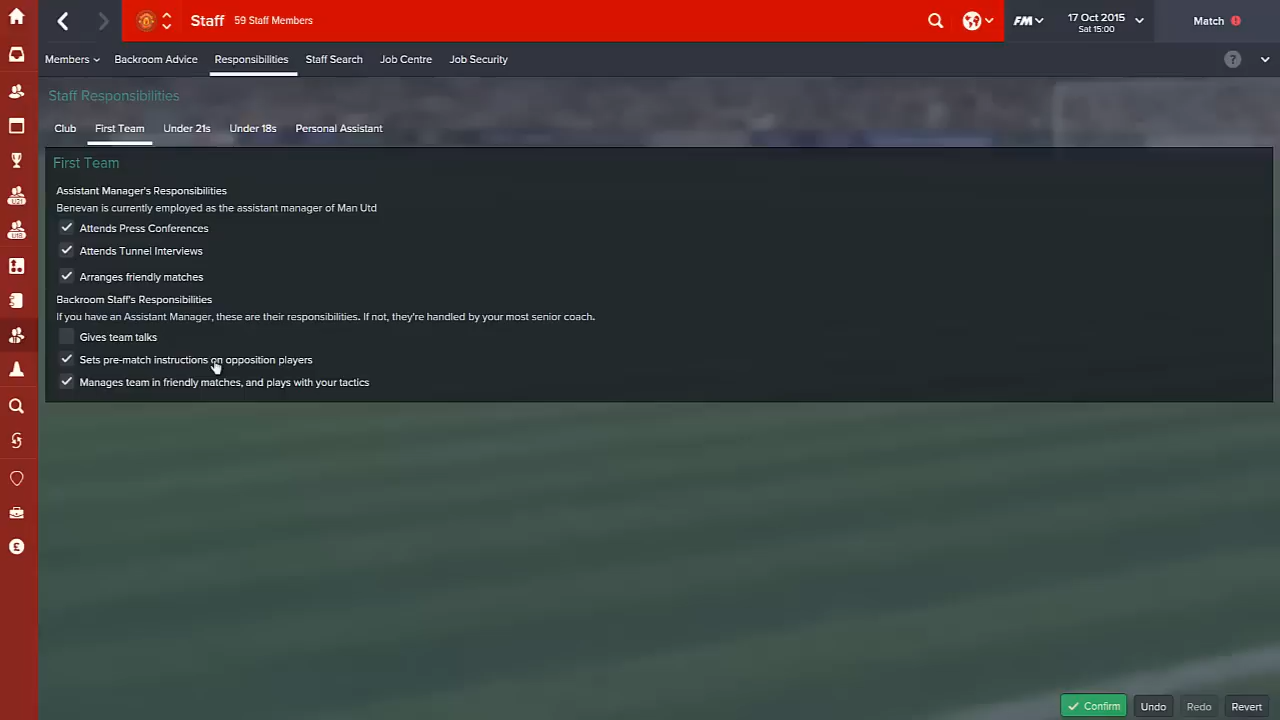 Staff 59 Staff Members
FM
17 Oct 2015
Sat 15:00
Match
Members Backroom Advice Responsibilities Staff Search Job Centre Job Security
Staff Responsibilities
Club First Team Under 21s Under 18s Personal Assistant
First Team
Assistant Manager's Responsibilities
Benevan is currently employed as the assistant manager of Man Utd
Attends Press Conferences
Attends Tunnel Interviews
Arranges friendly matches
Backroom Staff's Responsibilities
If you have an Assistant Manager, these are their responsibilities. If not, they're handled by your most senior coach.
Gives team talks
Sets pre-match instructions on opposition players
Manages team in friendly matches, and plays with your tactics
U21
U18
Confirm Undo Redo Revert